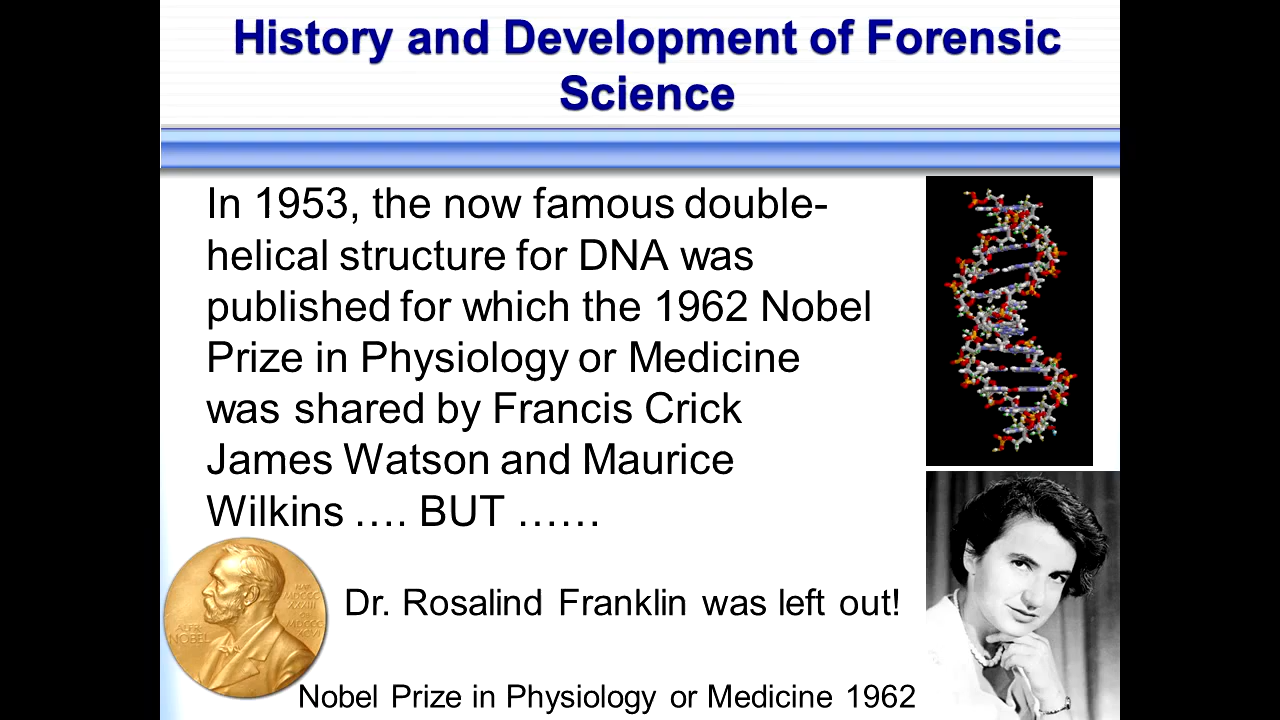 History and Development of Forensic
Science
In 1953, the now famous double-
helical structure for DNA was
published for which the 1962 Nobel
Prize in Physiology or Medicine
was shared by Francis Crick
James Watson and Maurice
Wilkins …. BUT ……
Dr. Rosalind Franklin was left out!
Nobel Prize in Physiology or Medicine 1962